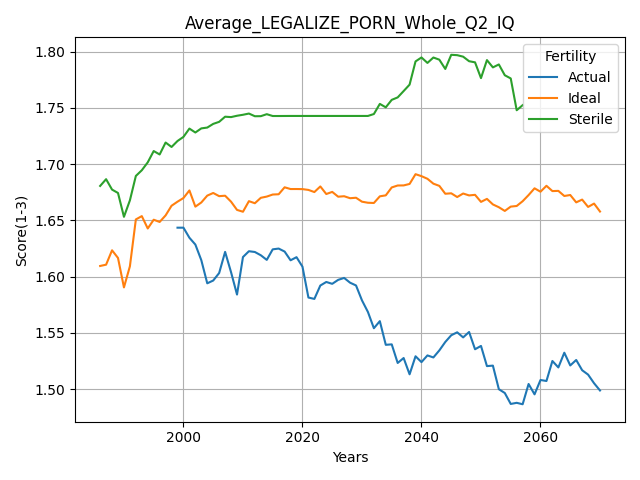 Average_LEGALIZE_PORN_Whole_Q2_IQ
Score(1-3)
1.80
1.75
1.70
1.65
1.60
1.55
1.50
Fertility
Actual
Ideal
Sterile
2000
2020
2040
2060
Years